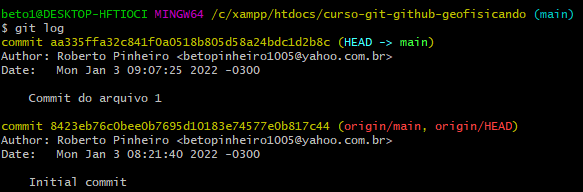 beto1@DESKTOP-HFTIOCI MINGW64 /c/xampp/htdocs/curso-git-github-geofisicando (main)
$ git log
commit aa335ffa32c841f0a0518b805d58a24bdc1d2b8c (HEAD -> main)
Author: Roberto Pinheiro <betopinheiro1005@yahoo.com.br>
Date:   Mon Jan 3 09:07:25 2022 -0300
    Commit do arquivo 1
commit 8423eb76c0bee0b7695d10183e74577e0b817c44 (origin/main, origin/HEAD)
Author: Roberto Pinheiro <betopinheiro1005@yahoo.com.br>
Date:   Mon Jan 3 08:21:40 2022 -0300
    Initial commit